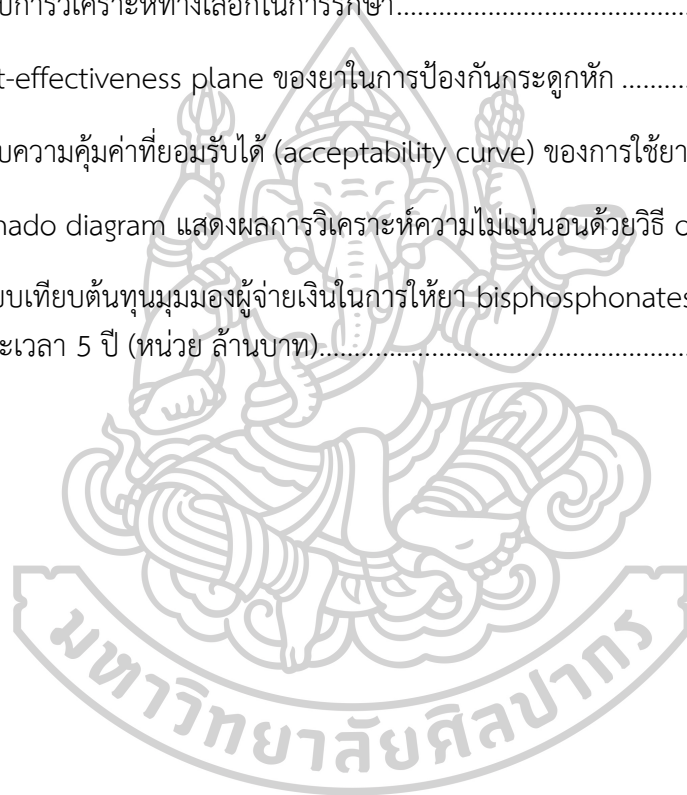 บการวิเคราะห์ทางเลือกในการรักษา................................................
t-effectiveness plane ของยาในการป้องกันกระดูกหัก .........
บความคุ้มค่าที่ยอมรับได้ (acceptability curve) ของการใช้ยา
nado diagram แสดงผลการวิเคราะห์ความไม่แน่นอนด้วยวิธี o
ยบเทียบต้นทุนมุมมองผู้จ่ายเงินในการให้ยา bisphosphonates
ะเวลา 5 ปี (หน่วย ล้านบาท)................................................
มหาวิทยาลัยศิลปากร